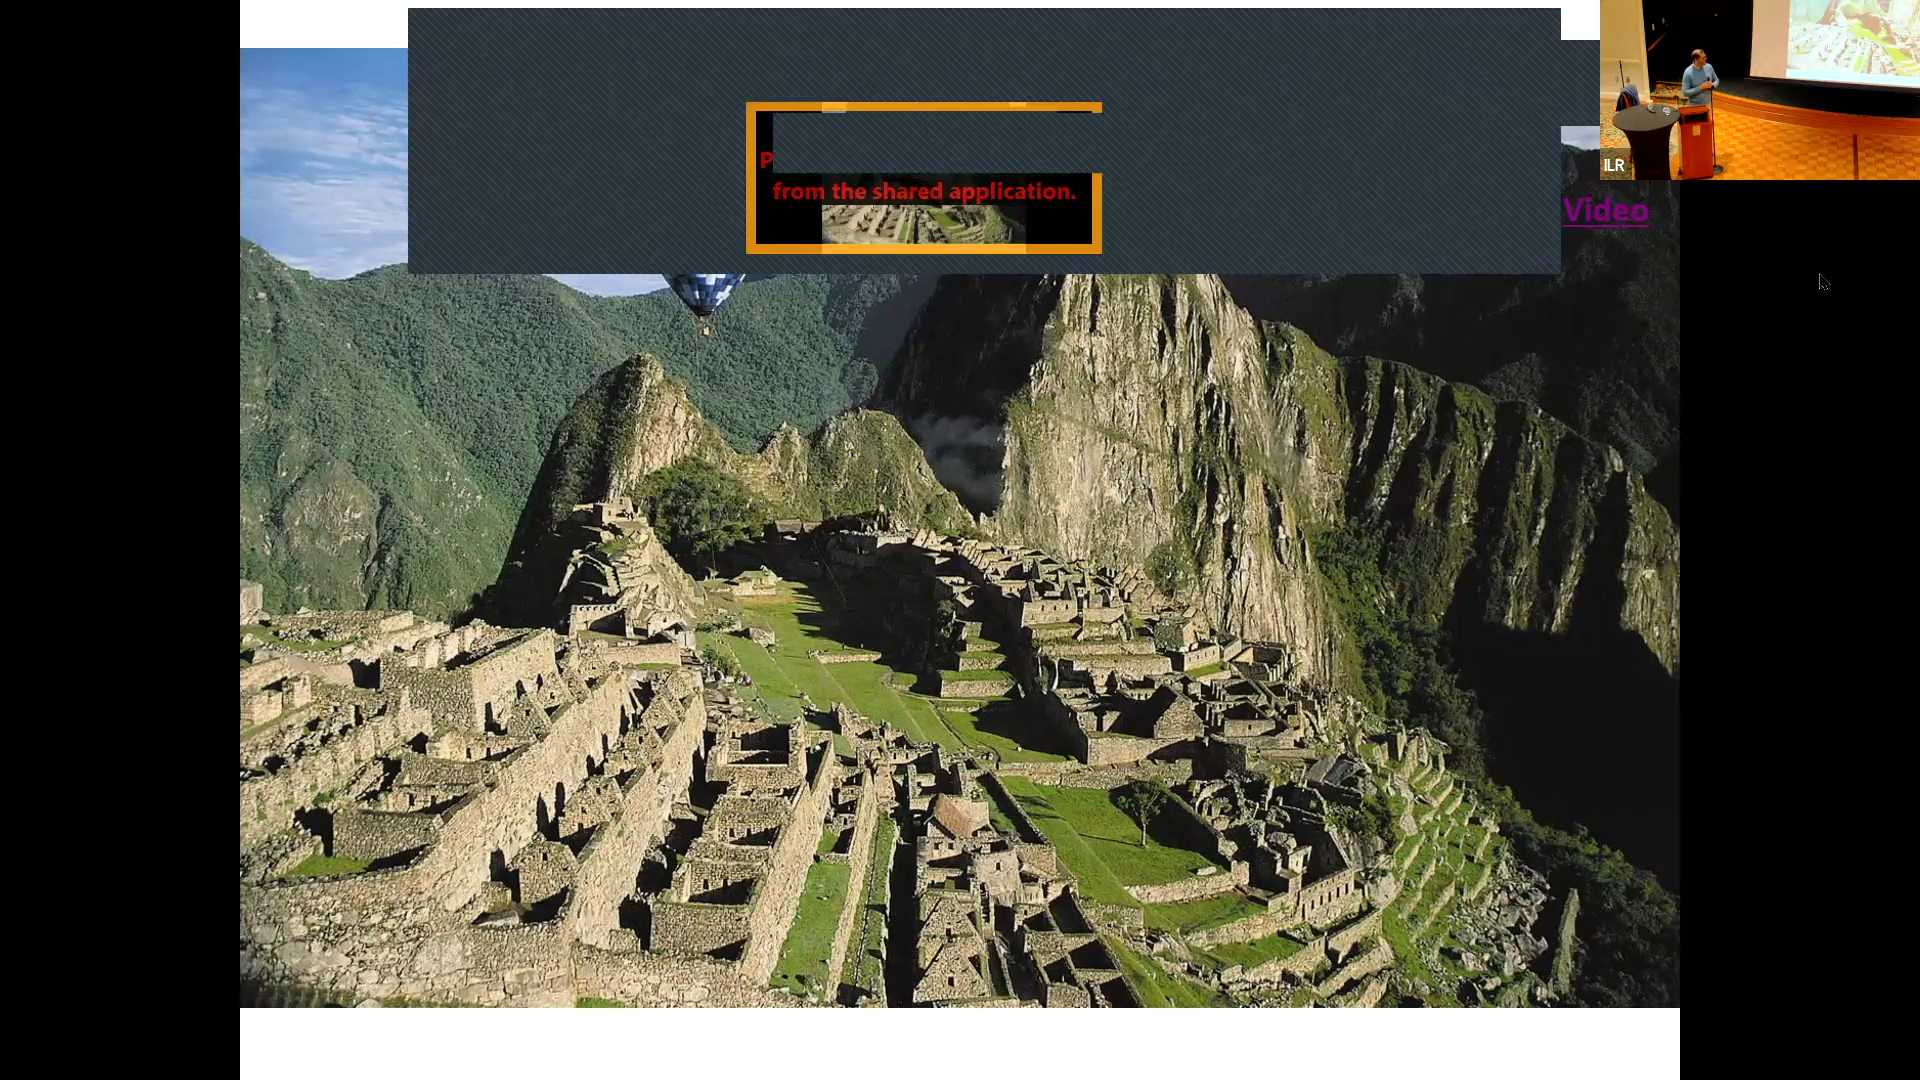 P
from the shared application.
Video
ILR